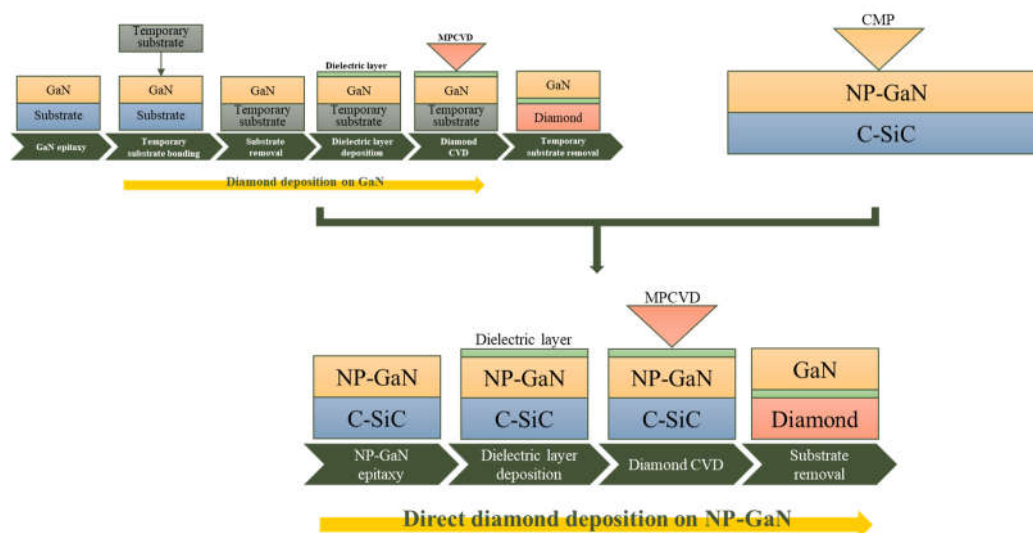 Temporary
substrate
GaN
Substrate
GaN
Substrate
GaN
Temporary
substrate
Dielectric layer
GaN
Temporary
substrate
MPCVD
GaN
Temporary
substrate
GaN
Diamond
GaN epitaxy
Temporary
substrate bonding
Substrate
removal
Dielectric layer
deposition
Diamond
CVD
Temporary
substrate removal
Diamond deposition on GaN
CMP
NP-GaN
C-SiC
NP-GaN
C-SiC
Dielectric layer
NP-GaN
C-SiC
MPCVD
NP-GaN
C-SiC
GaN
Diamond
NP-GaN
epitaxy
Dielectric layer
deposition
Diamond CVD
Substrate
removal
Direct diamond deposition on NP-GaN